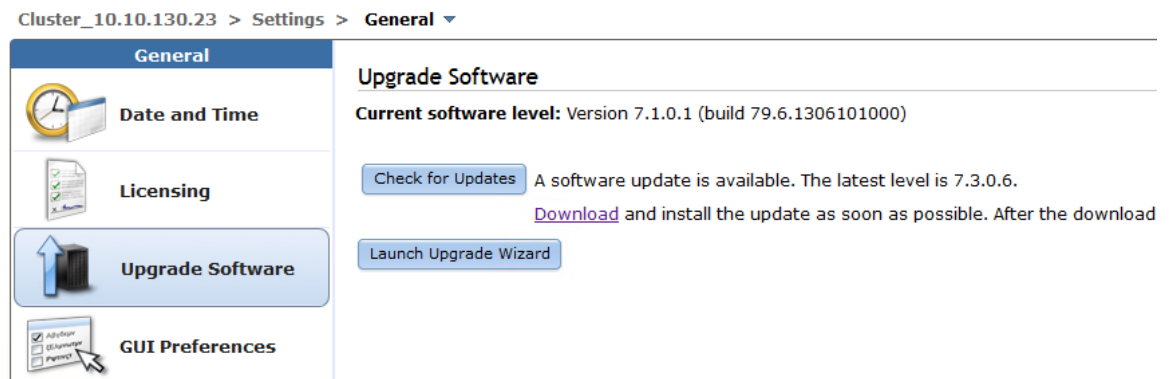 Cluster_10.10.130.23 > Settings > General
General
Date and Time
Licensing
Upgrade Software
GUI Preferences
Upgrade Software
Current software level: Version 7.1.0.1 (build 79.6.1306101000)
Check for Updates A software update is available. The latest level is 7.3.0.6.
Download and install the update as soon as possible. After the download
Launch Upgrade Wizard